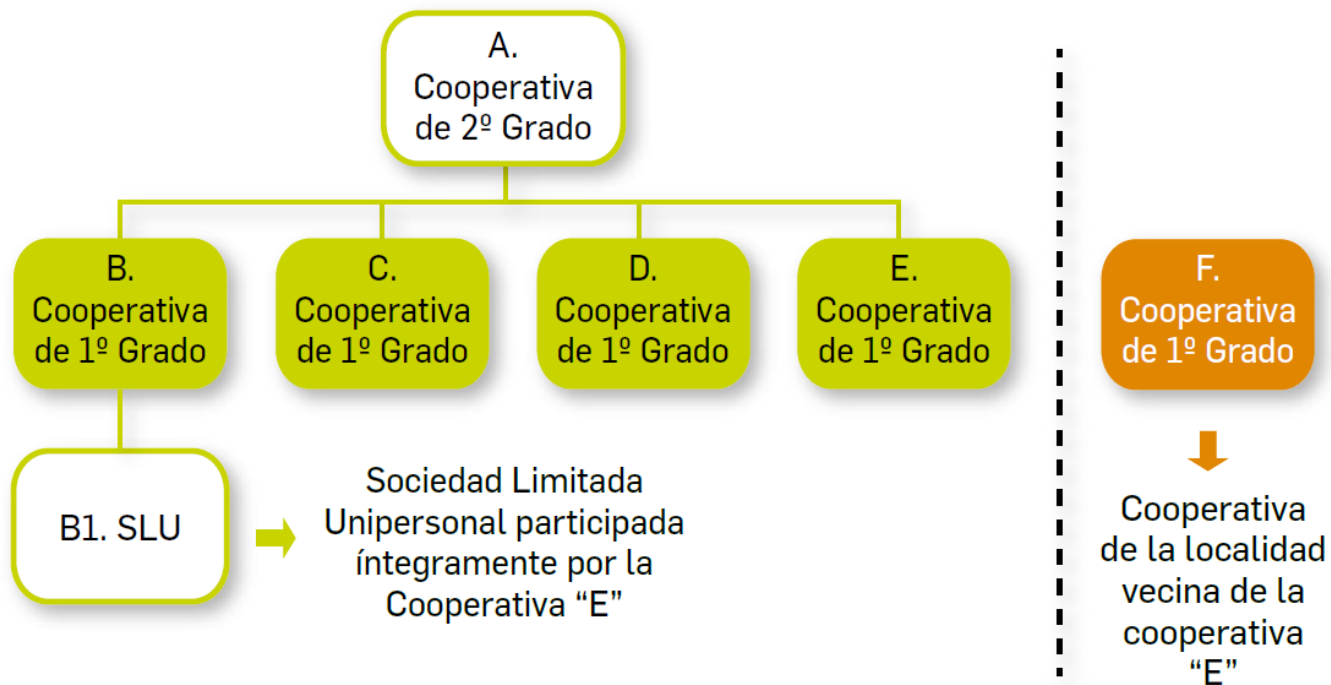 A.
Cooperativa
de 2º Grado
B.
Cooperativa
de 1º Grado
C.
Cooperativa
de 1º Grado
D.
Cooperativa
de 1º Grado
E.
Cooperativa
de 1º Grado
F.
Cooperativa
de 1º Grado
B1. SLU
Sociedad Limitada
Unipersonal participada
íntegramente por la
Cooperativa “E”
Cooperativa
de la localidad
vecina de la
cooperativa
“E”